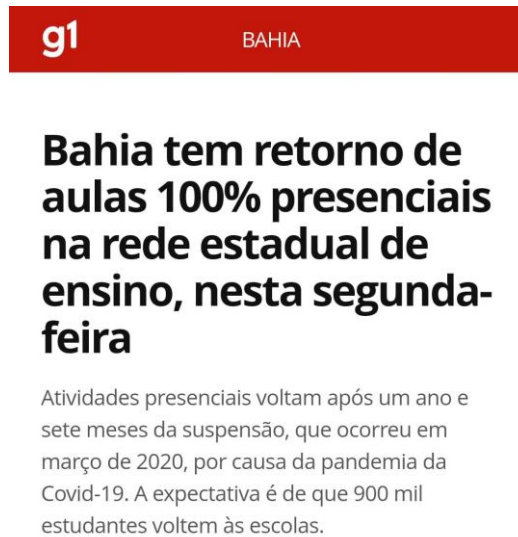 g1
BAHIA
Bahia tem retorno de
aulas 100% presenciais
na rede estadual de
ensino, nesta segunda-
feira
Atividades presenciais voltam após um ano e
sete meses da suspensão, que ocorreu em
março de 2020, por causa da pandemia da
Covid-19. A expectativa é de que 900 mil
estudantes voltem às escolas.